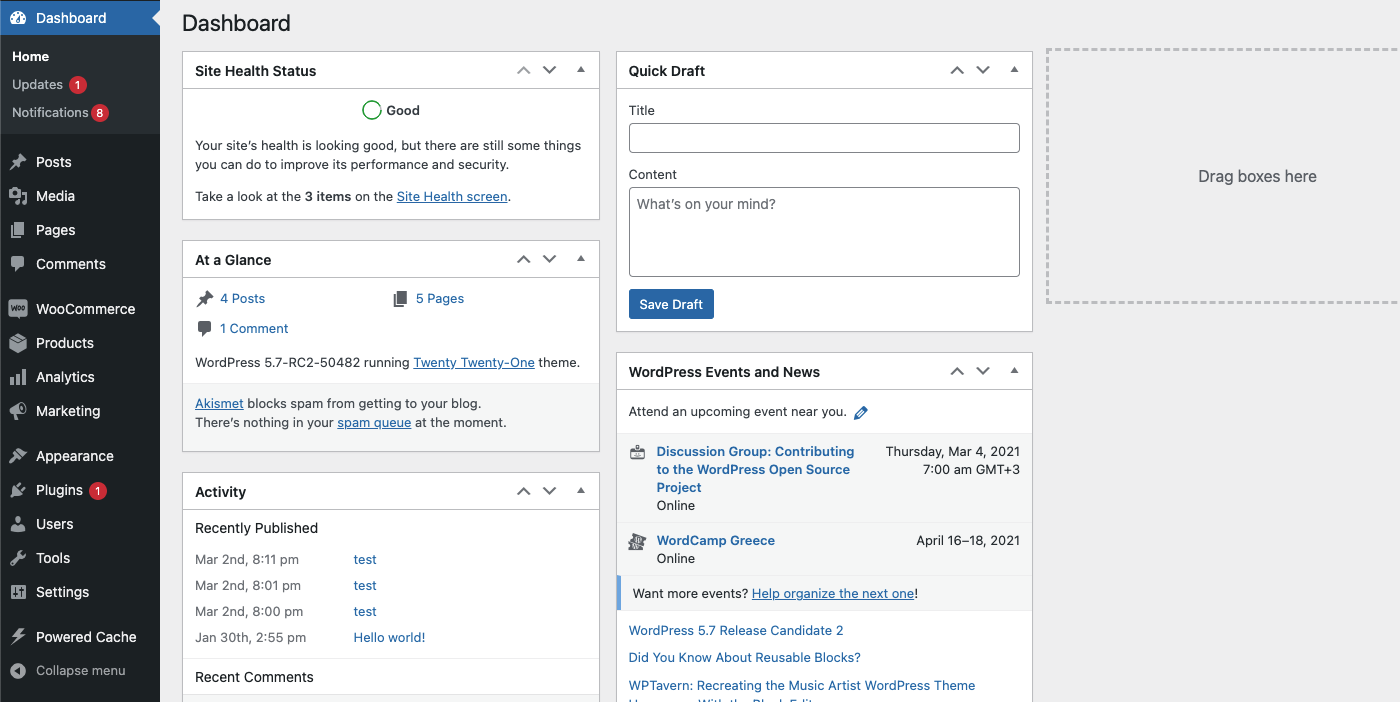 Dashboard
Home
Updates 1
Notifications 8
Posts
Media
Pages
Comments
WOO WooCommerce
Products
Analytics
Marketing
Appearance
Plugins 1
Users
Tools
Settings
Powered Cache
Collapse menu
Dashboard
Site Health Status
Good
Your site's health is looking good, but there are still some things
you can do to improve its performance and security.
Take a look at the 3 items on the Site Health screen.
At a Glance
4 Posts 5 Pages
1 Comment
WordPress 5.7-RC2-50482 running Twenty Twenty-One theme.
Akismet blocks spam from getting to your blog.
There's nothing in your spam queue at the moment.
Activity
Recently Published
Mar 2nd, 8:11 pm test
Mar 2nd, 8:01 pm test
Mar 2nd, 8:00 pm test
Jan 30th, 2:55 pm Hello world!
Recent Comments
Quick Draft
Title
Content
What's on your mind?
Save Draft
WordPress Events and News
Attend an upcoming event near you.
Discussion Group: Contributing Thursday, Mar 4, 2021
to the WordPress Open Source 7:00 am GMT+3
Project
Online
WordCamp Greece April 16–18, 2021
Online
Want more events? Help organize the next one!
WordPress 5.7 Release Candidate 2
Did You Know About Reusable Blocks?
WPTavern: Recreating the Music Artist WordPress Theme
Drag boxes here